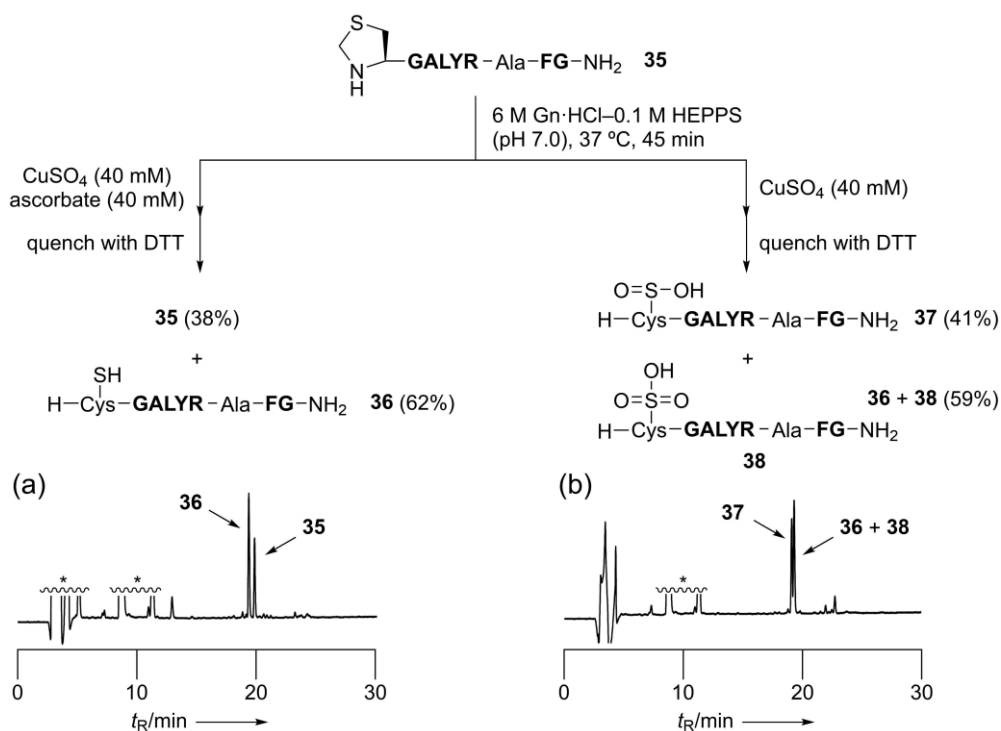 S
N
H
GALYR–Ala–FG–NH₂ 35
6 M Gn·HCl–0.1 M HEPPS
(pH 7.0), 37 ºC, 45 min
CuSO₄ (40 mM)
ascorbate (40 mM)
quench with DTT
CuSO₄ (40 mM)
quench with DTT
35 (38%)
+
SH
H–Cys–GALYR–Ala–FG–NH₂ 36 (62%)
O=S–OH
H–Cys–GALYR–Ala–FG–NH₂ 37 (41%)
+
OH
O=S=O
36 + 38 (59%)
H–Cys–GALYR–Ala–FG–NH₂
38
(a)
36
35
*
*
0 10 20 30
tR/min
(b)
37
36 + 38
*
0 10 20 30
tR/min